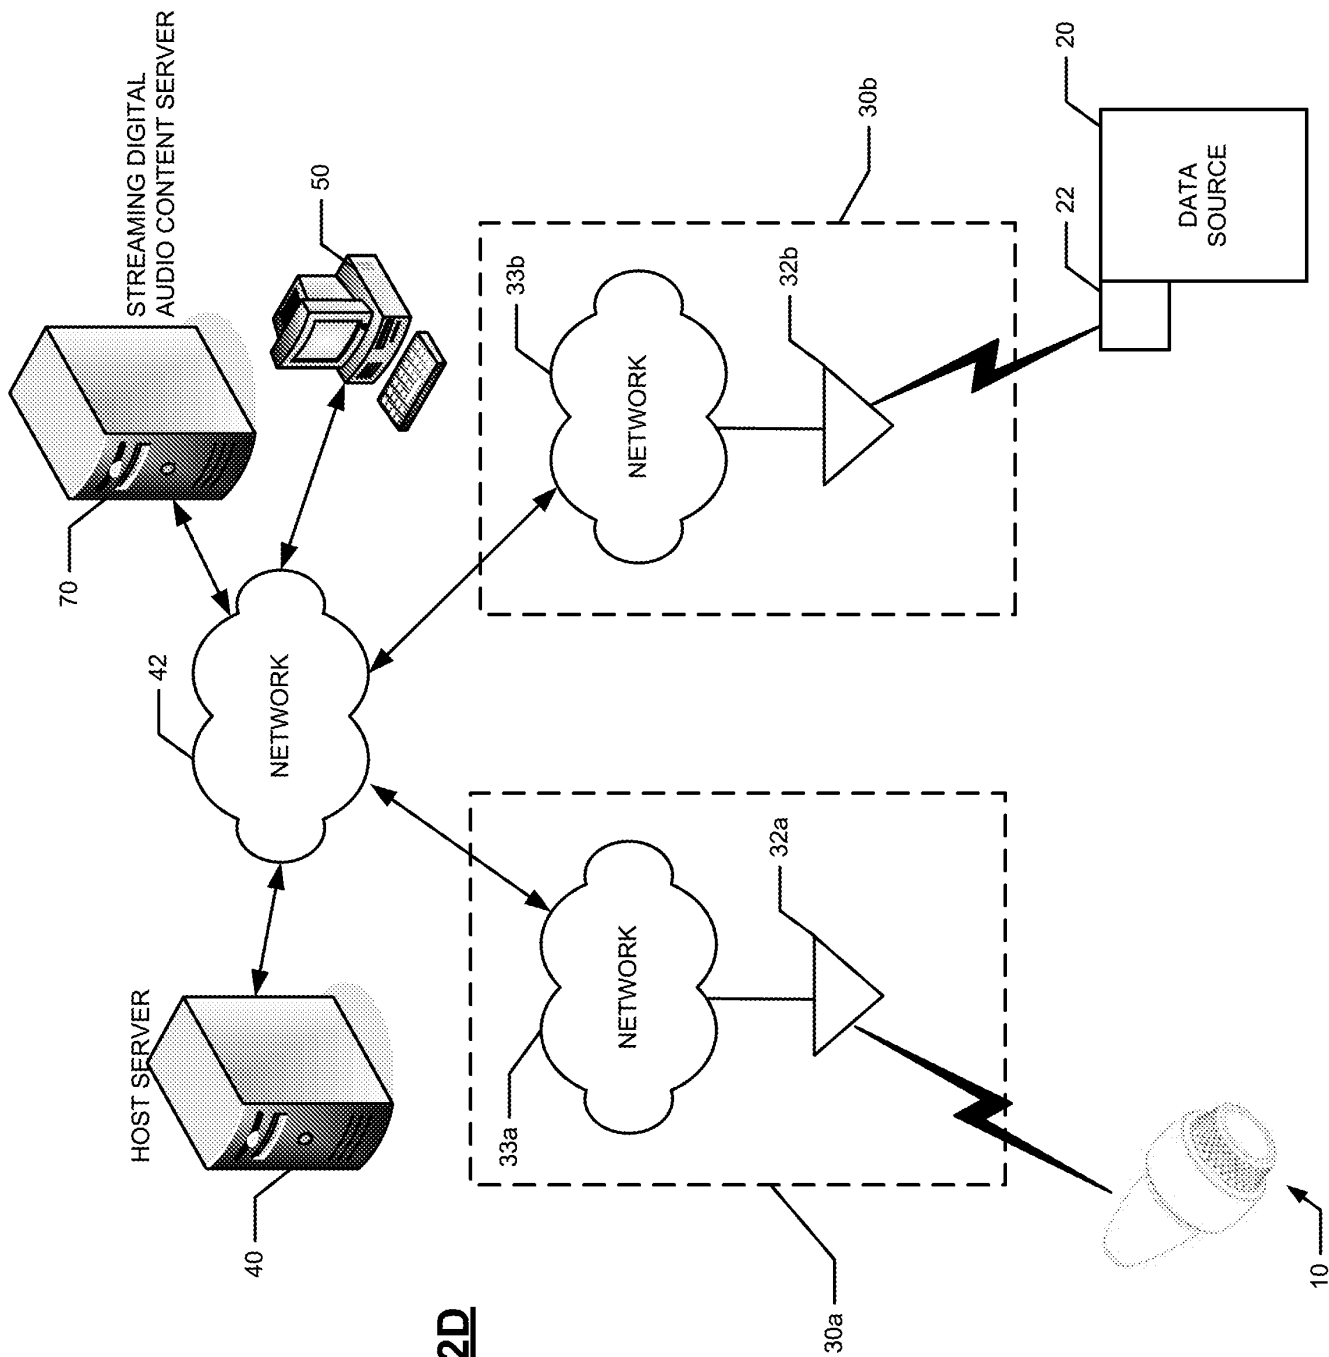 STREAMING DIGITAL
AUDIO CONTENT SERVER
HOST SERVER
70
50
40
42
NETWORK
30b
33b
NETWORK
32b
20
22
DATA
SOURCE
33a
NETWORK
32a
30a
10
2D